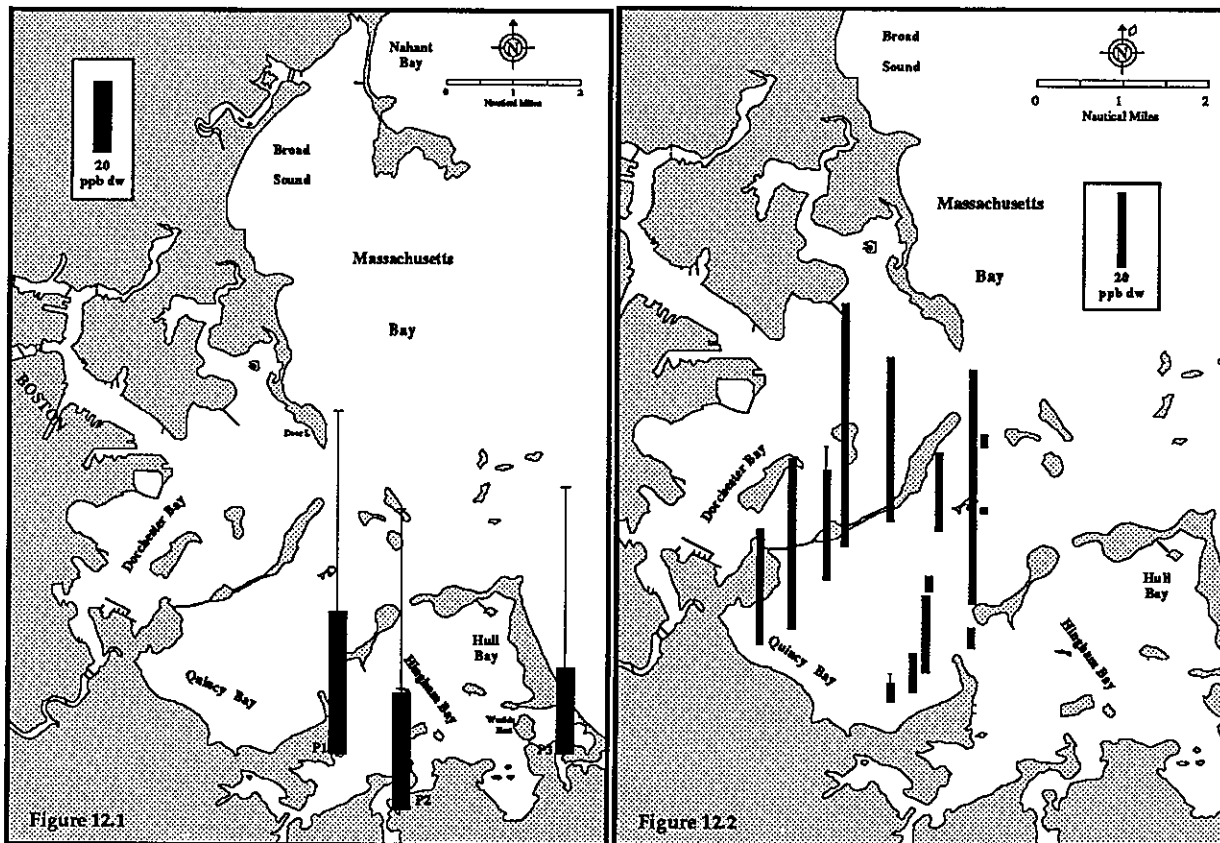 Nahant
Bay
N
0 1 2
Nautical Miles
20
ppb dw
Broad
Sound
Massachusetts
Bay
BOSTON
Deer I.
Dorchester Bay
Quincy Bay
Hingham Bay
Hull
Bay
P1
P2
P3
Figure 12.1
Broad
Sound
N
0 1 2
Nautical Miles
Massachusetts
Bay
20
ppb dw
Dorchester Bay
Quincy Bay
Hull
Bay
Hingham Bay
Figure 12.2